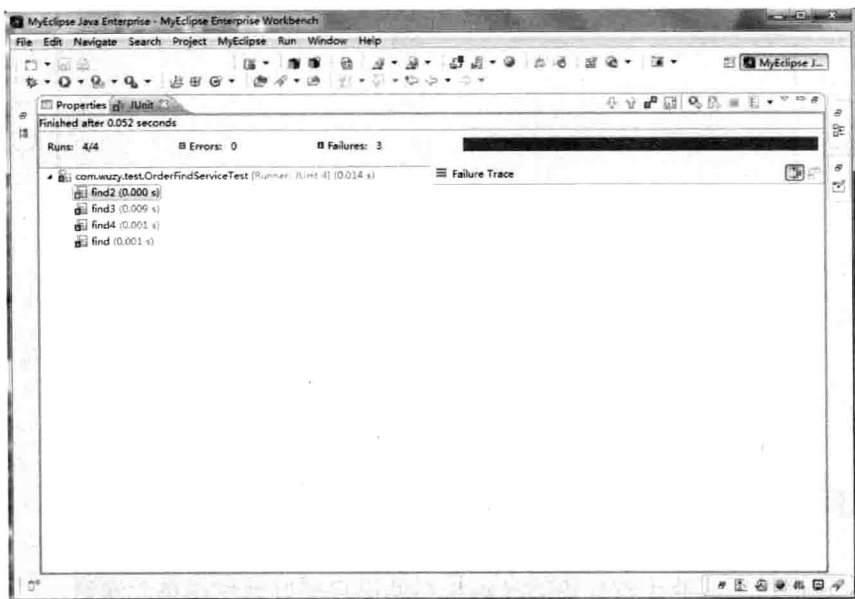 MyEclipse Java Enterprise - MyEclipse Enterprise Workbench
File Edit Navigate Search Project MyEclipse Run Window Help
MyEclipse J...
Properties JUnit
Finished after 0.052 seconds
Runs: 4/4 Errors: 0 Failures: 3
com.wuzy.test.OrderFindServiceTest [Runner: JUnit 4] (0.014 s)
Failure Trace
find2 (0.000 s)
find3 (0.009 s)
find4 (0.001 s)
find (0.001 s)